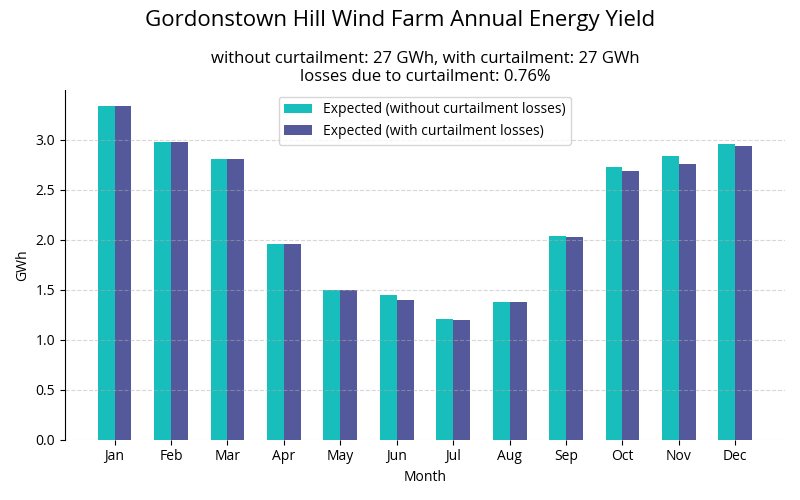 Gordonstown Hill Wind Farm Annual Energy Yield
without curtailment: 27 GWh, with curtailment: 27 GWh
losses due to curtailment: 0.76%
Expected (without curtailment losses)
Expected (with curtailment losses)
GWh
3.0
2.5
2.0
1.5
1.0
0.5
0.0
Jan Feb Mar Apr May Jun Jul Aug Sep Oct Nov Dec
Month